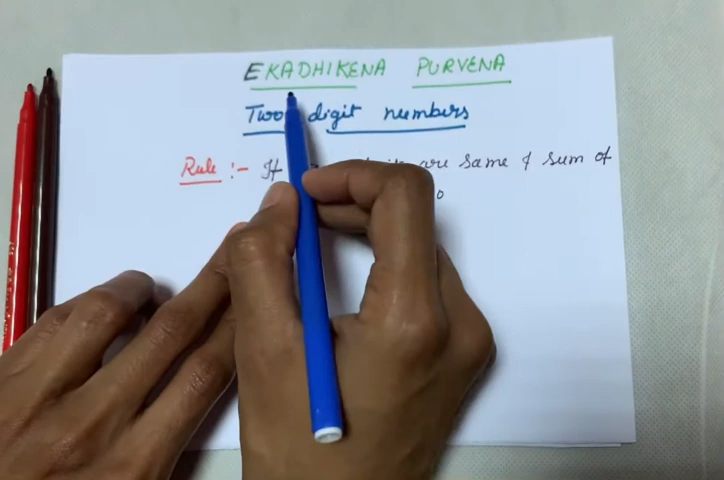 EKADHIKENA PURVENA
Two digit numbers
Rule :- If are same & sum of